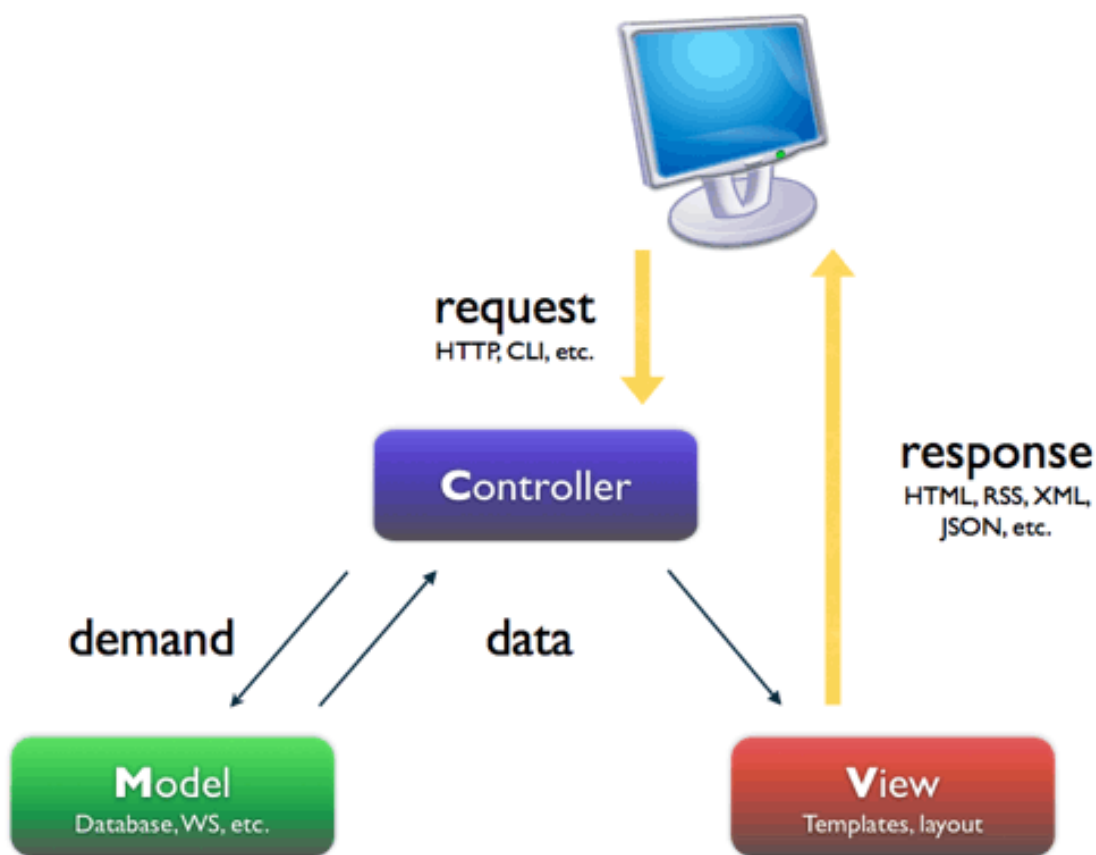 request
HTTP, CLI, etc.
Controller
response
HTML, RSS, XML,
JSON, etc.
demand
data
Model
Database, WS, etc.
View
Templates, layout